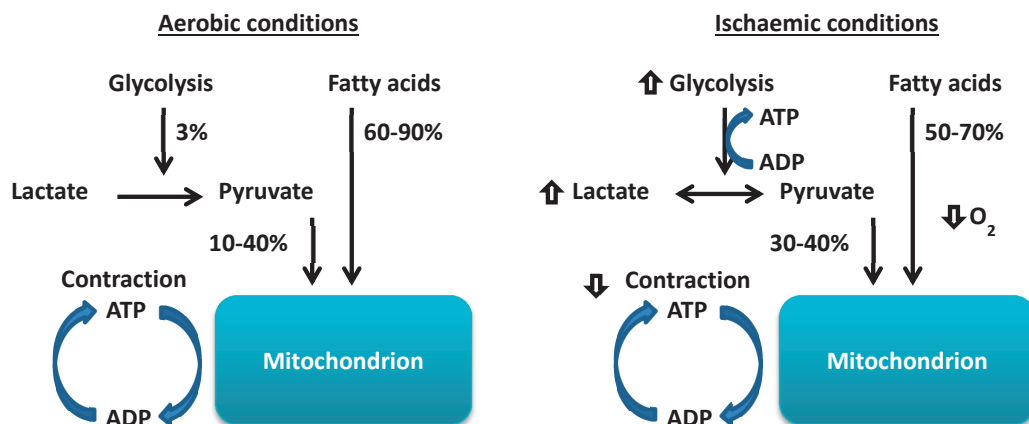 Aerobic conditions
Glycolysis
Fatty acids
3%
60-90%
Lactate
Pyruvate
10-40%
Contraction
ATP
Mitochondrion
ADP
Ischaemic conditions
Glycolysis
Fatty acids
ATP
50-70%
ADP
Lactate
Pyruvate
O2
30-40%
Contraction
ATP
Mitochondrion
ADP